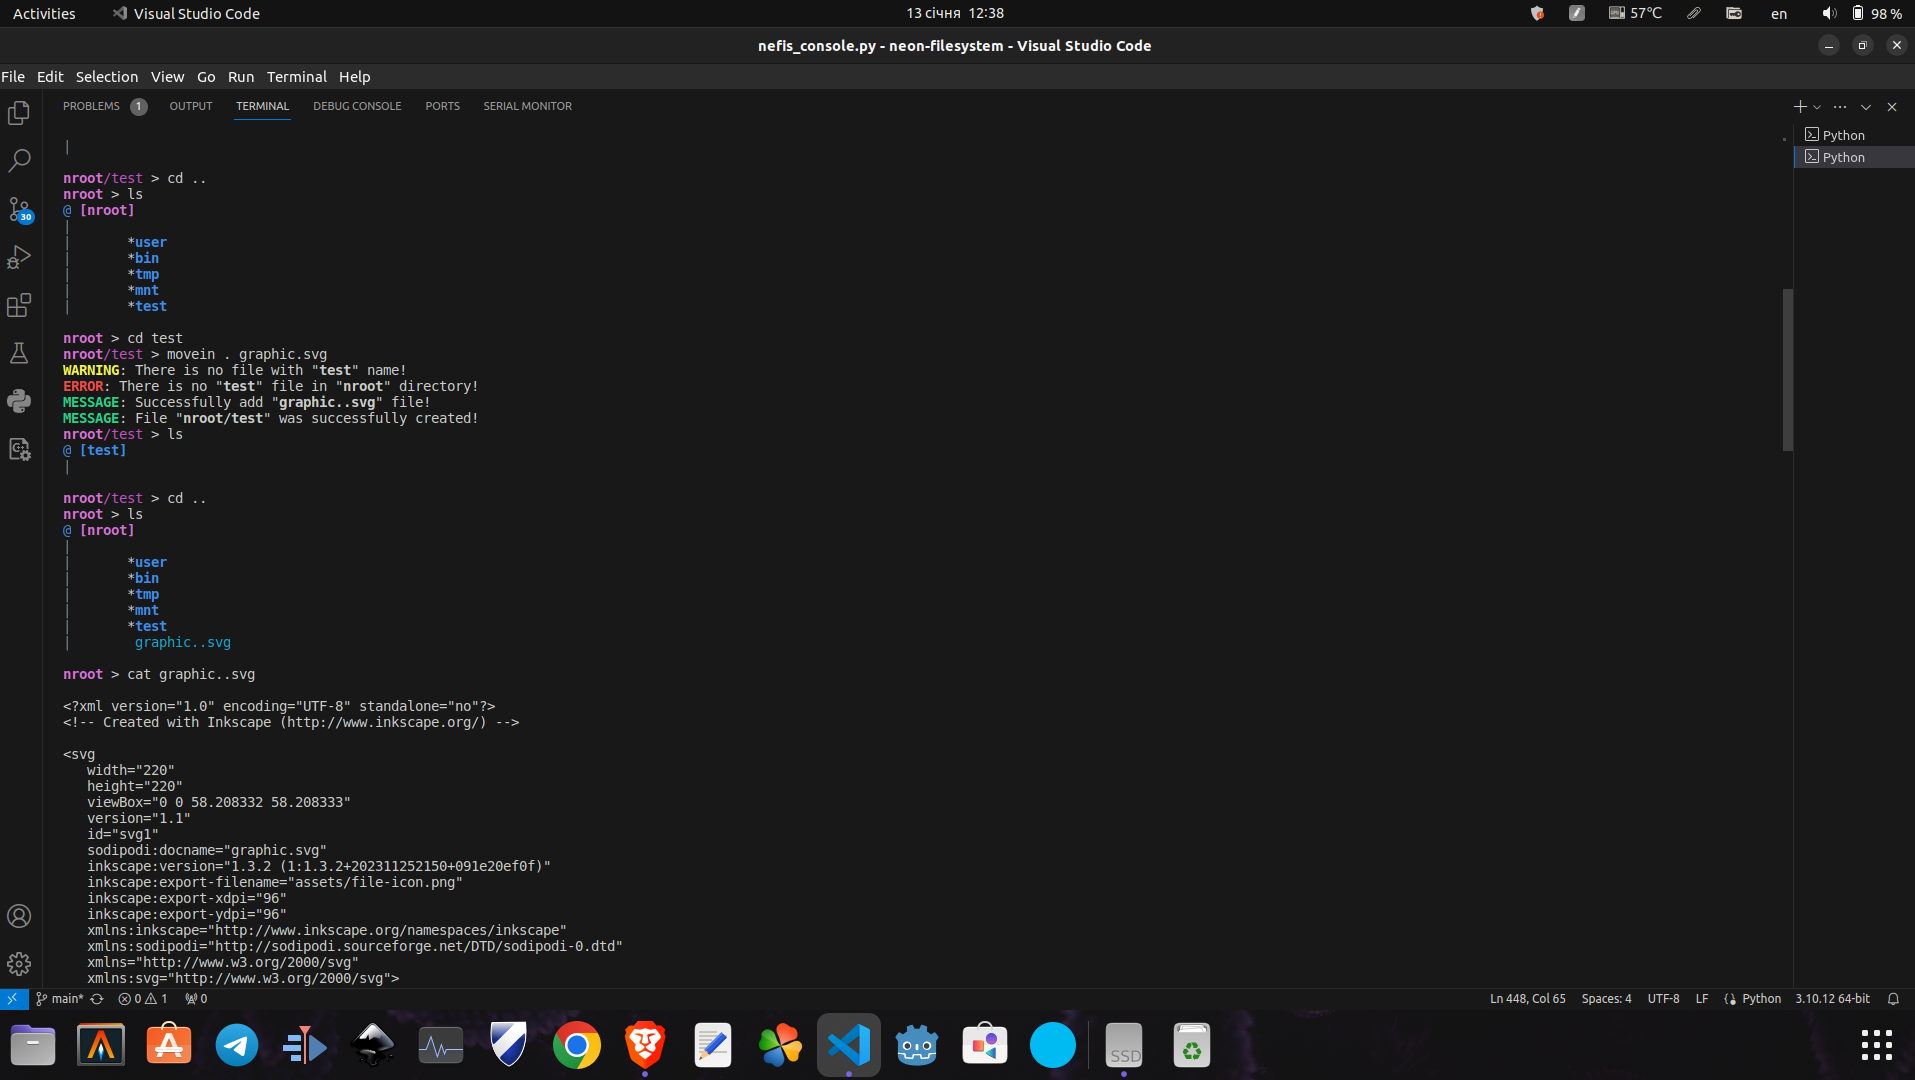 Activities
Visual Studio Code
13 січня 12:38
57°C
en
98 %
nefis_console.py - neon-filesystem - Visual Studio Code
File Edit Selection View Go Run Terminal Help
PROBLEMS 1 OUTPUT TERMINAL DEBUG CONSOLE PORTS SERIAL MONITOR
Python
Python
30
|
nroot/test > cd ..
nroot > ls
@ [nroot]
|
| *user
| *bin
| *tmp
| *mnt
| *test
nroot > cd test
nroot/test > movein . graphic.svg
WARNING: There is no file with "test" name!
ERROR: There is no "test" file in "nroot" directory!
MESSAGE: Successfully add "graphic..svg" file!
MESSAGE: File "nroot/test" was successfully created!
nroot/test > ls
@ [test]
|
nroot/test > cd ..
nroot > ls
@ [nroot]
|
| *user
| *bin
| *tmp
| *mnt
| *test
| graphic..svg
nroot > cat graphic..svg
<?xml version="1.0" encoding="UTF-8" standalone="no"?>
<!-- Created with Inkscape (http://www.inkscape.org/) -->
<svg
width="220"
height="220"
viewBox="0 0 58.208332 58.208333"
version="1.1"
id="svg1"
sodipodi:docname="graphic.svg"
inkscape:version="1.3.2 (1:1.3.2+202311252150+091e20ef0f)"
inkscape:export-filename="assets/file-icon.png"
inkscape:export-xdpi="96"
inkscape:export-ydpi="96"
xmlns:inkscape="http://www.inkscape.org/namespaces/inkscape"
xmlns:sodipodi="http://sodipodi.sourceforge.net/DTD/sodipodi-0.dtd"
xmlns="http://www.w3.org/2000/svg"
xmlns:svg="http://www.w3.org/2000/svg">
main* 0 1 0
Ln 448, Col 65 Spaces: 4 UTF-8 LF Python 3.10.12 64-bit
SSD